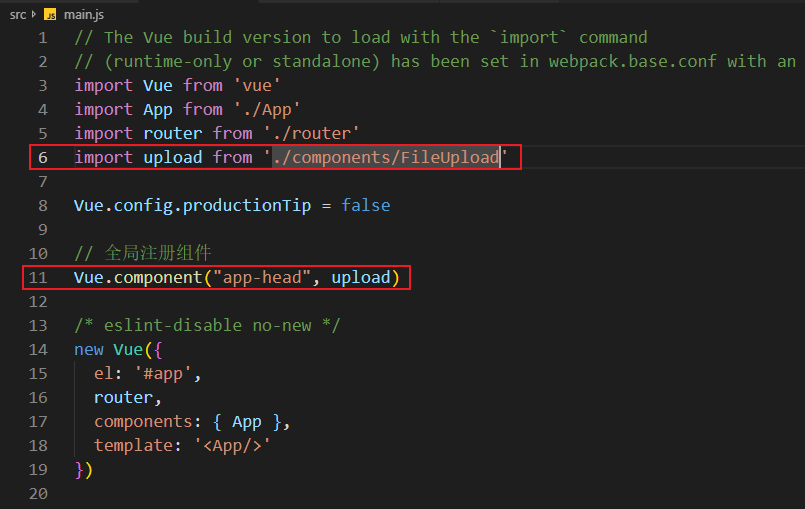 src main.js
1 // The Vue build version to load with the `import` command
2 // (runtime-only or standalone) has been set in webpack.base.conf with an
3 import Vue from 'vue'
4 import App from './App'
5 import router from './router'
6 import upload from './components/FileUpload'
7
8 Vue.config.productionTip = false
9
10 // 全局注册组件
11 Vue.component("app-head", upload)
12
13 /* eslint-disable no-new */
14 new Vue({
15 el: '#app',
16 router,
17 components: { App },
18 template: '<App/>'
19 })
20